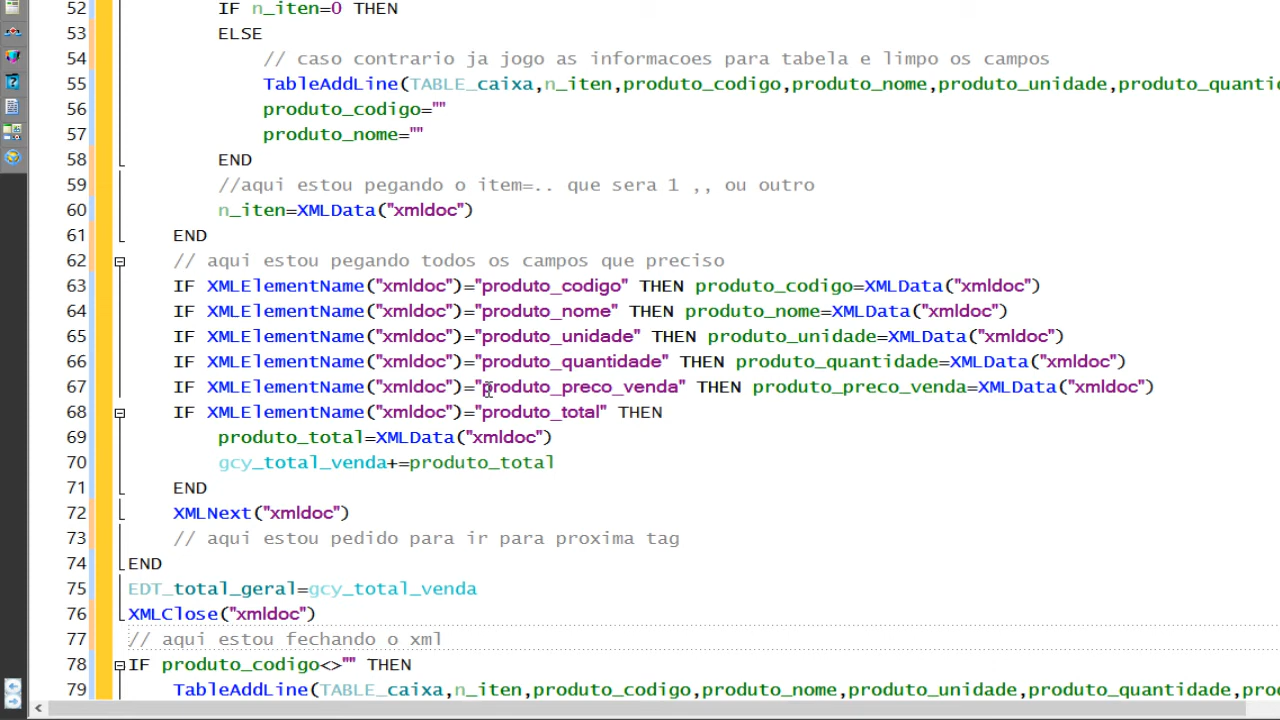 52 IF n_iten=0 THEN
53 ELSE
54 // caso contrario ja jogo as informacoes para tabela e limpo os campos
55 TableAddLine(TABLE_caixa,n_iten,produto_codigo,produto_nome,produto_unidade,produto_quantid
56 produto_codigo=""
57 produto_nome=""
58 END
59 //aqui estou pegando o item=.. que sera 1 ,, ou outro
60 n_iten=XMLData("xmldoc")
61 END
62 // aqui estou pegando todos os campos que preciso
63 IF XMLElementName("xmldoc")="produto_codigo" THEN produto_codigo=XMLData("xmldoc")
64 IF XMLElementName("xmldoc")="produto_nome" THEN produto_nome=XMLData("xmldoc")
65 IF XMLElementName("xmldoc")="produto_unidade" THEN produto_unidade=XMLData("xmldoc")
66 IF XMLElementName("xmldoc")="produto_quantidade" THEN produto_quantidade=XMLData("xmldoc")
67 IF XMLElementName("xmldoc")="produto_preco_venda" THEN produto_preco_venda=XMLData("xmldoc")
68 IF XMLElementName("xmldoc")="produto_total" THEN
69 produto_total=XMLData("xmldoc")
70 gcy_total_venda+=produto_total
71 END
72 XMLNext("xmldoc")
73 // aqui estou pedido para ir para proxima tag
74 END
75 EDT_total_geral=gcy_total_venda
76 XMLClose("xmldoc")
77 // aqui estou fechando o xml
78 IF produto_codigo<>"" THEN
79 TableAddLine(TABLE_caixa,n_iten,produto_codigo,produto_nome,produto_unidade,produto_quantidade,pro